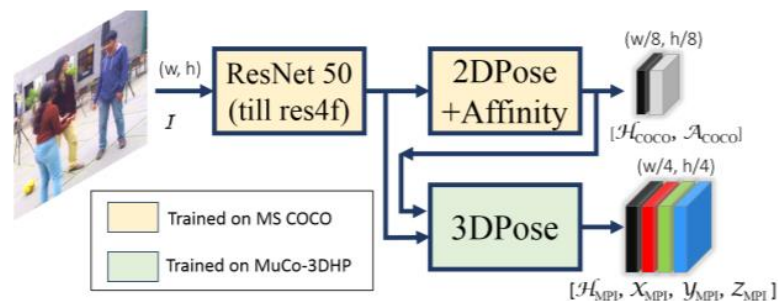 (w, h)
I
ResNet 50
(till res4f)
2DPose
+Affinity
(w/8, h/8)
[ℋCOCO, 𝒜COCO]
(w/4, h/4)
3DPose
[ℋMPI, 𝒳MPI, 𝒴MPI, 𝒵MPI]
Trained on MS COCO
Trained on MuCo-3DHP